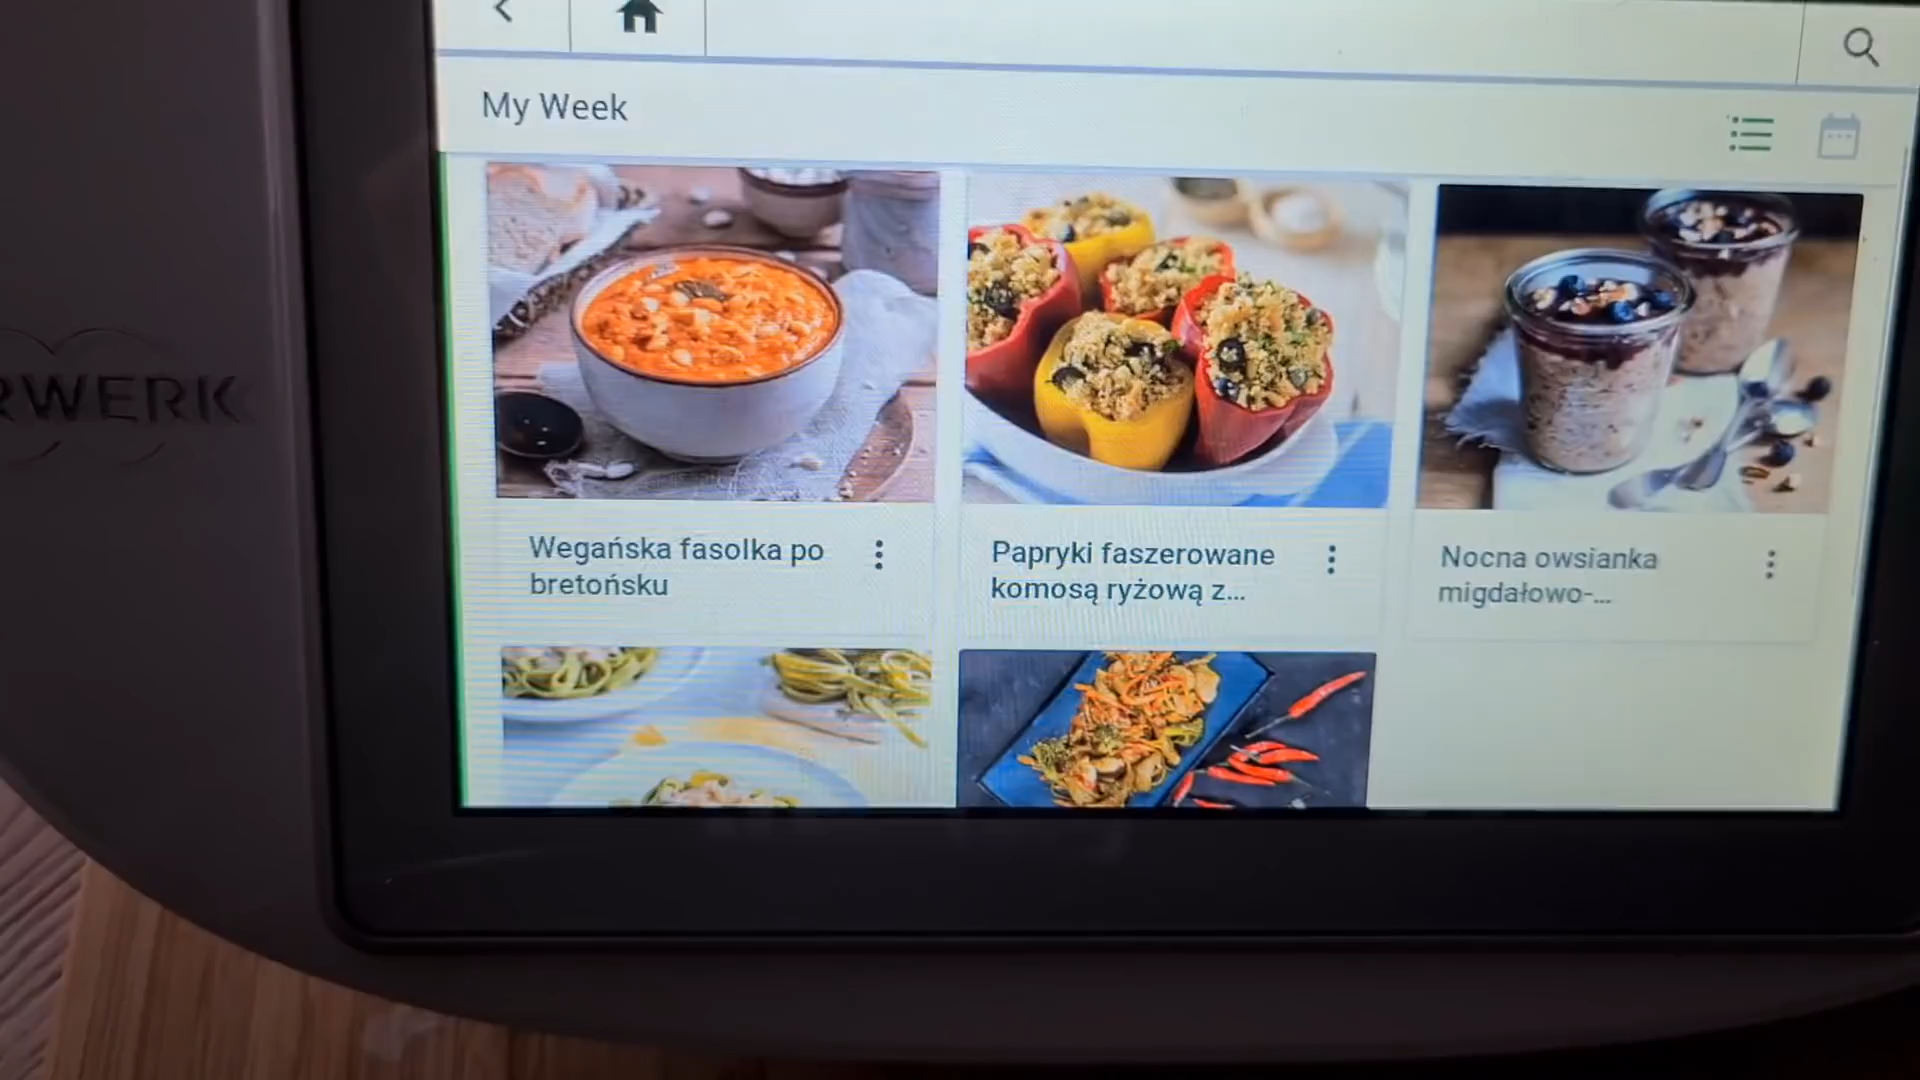 My Week
RWERK
Wegańska fasolka po
bretońsku
Papryki faszerowane
komosą ryżową z...
Nocna owsianka
migdałowo-...